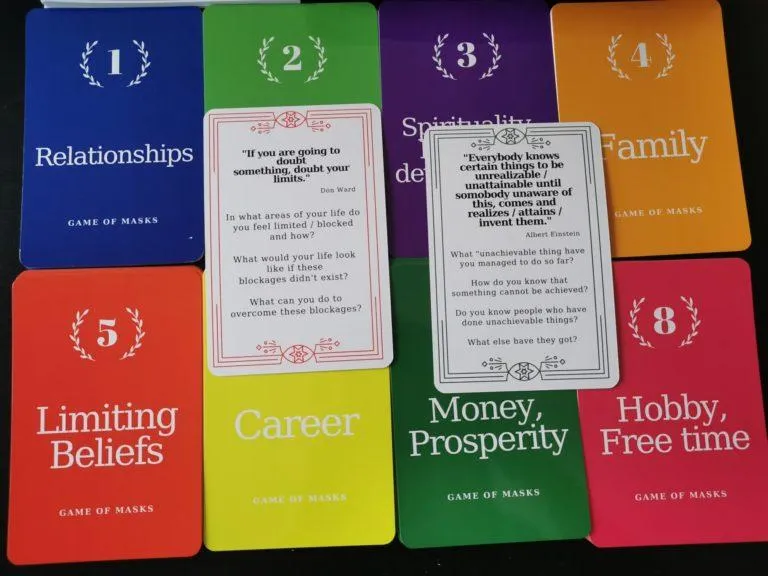 1
Relationships
GAME OF MASKS
2
3
Spirituality
4
Family
GAME OF MASKS
"If you are going to
doubt
something, doubt your
limits."
Don Ward
In what areas of your life do
you feel limited / blocked
and how?
What would your life look
like if these
blockages didn't exist?
What can you do to
overcome these blockages?
"Everybody knows
certain things to be
unrealizable /
unattainable until
somobody unaware of
this, comes and
realizes / attains /
invent them."
Albert Einstein
What "unachievable thing have
you managed to do so far?
How do you know that
something cannot be achieved?
Do you know people who have
done unachievable things?
What else have they got?
5
Limiting
Beliefs
GAME OF MASKS
Career
GAME OF MASKS
Money,
Prosperity
GAME OF MASKS
8
Hobby,
Free time
GAME OF MASKS